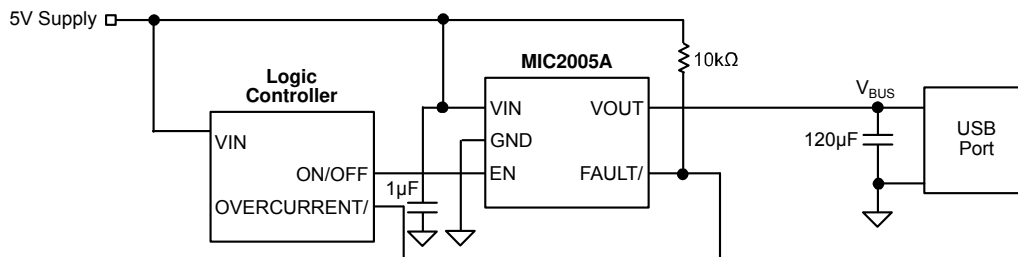 5V Supply
MIC2005A
10kΩ
Logic
Controller
VIN
VOUT
V_BUS
VIN
GND
120µF
USB
Port
ON/OFF
EN
FAULT/
1µF
OVERCURRENT/